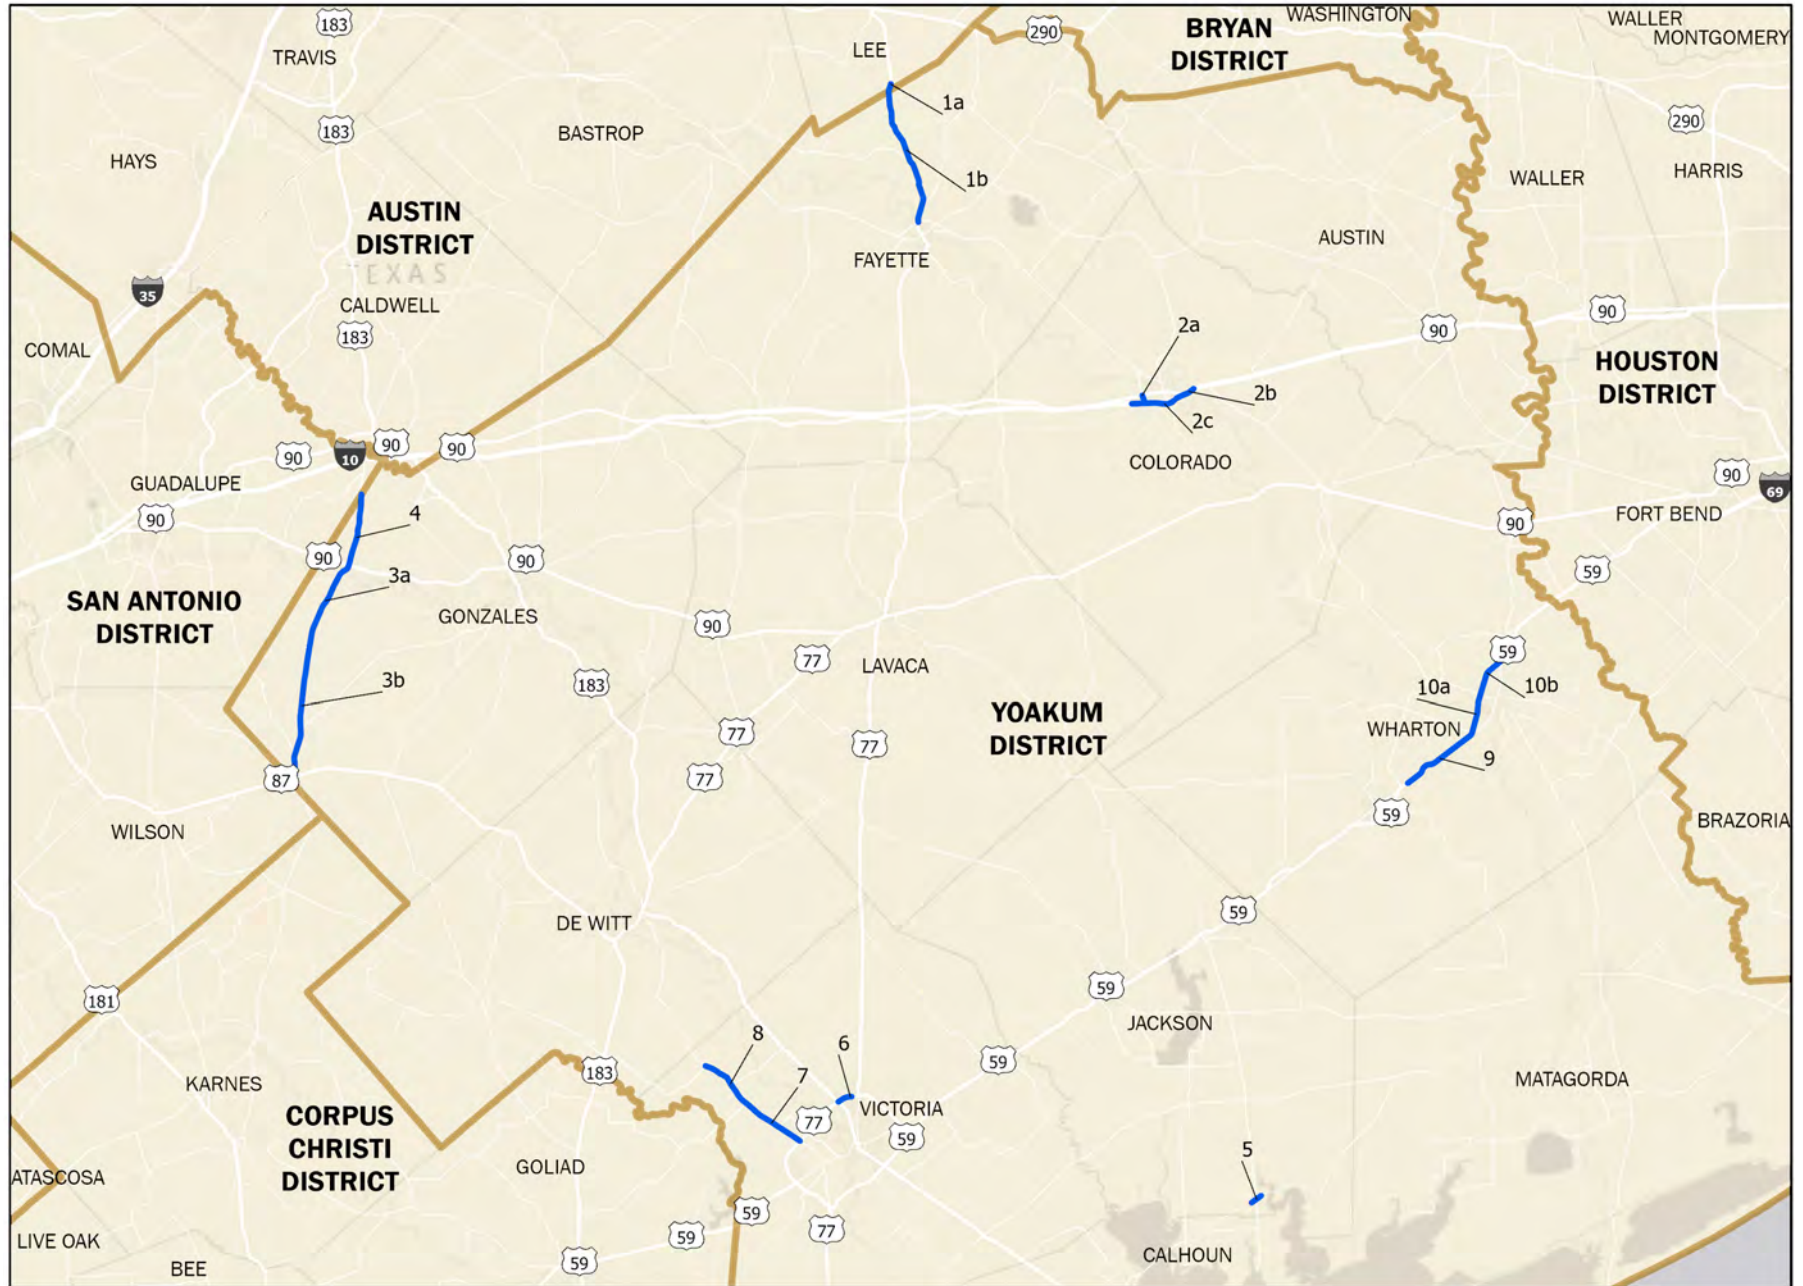 183
TRAVIS
LEE
290
BRYAN
DISTRICT
WASHINGTON
WALLER
MONTGOMERY
183
BASTROP
1a
290
HAYS
1b
WALLER
HARRIS
AUSTIN
DISTRICT
TEXAS
FAYETTE
AUSTIN
35
CALDWELL
183
COMAL
2a
90
90
HOUSTON
DISTRICT
2b
2c
90
90
10
90
COLORADO
GUADALUPE
90
69
90
4
90
FORT BEND
90
90
3a
59
SAN ANTONIO
DISTRICT
GONZALES
90
77
LAVACA
59
183
3b
10a
10b
YOAKUM
DISTRICT
77
77
WHARTON
87
77
9
59
WILSON
BRAZORIA
DE WITT
59
181
59
JACKSON
8
6
59
183
7
KARNES
MATAGORDA
CORPUS
CHRISTI
DISTRICT
77
VICTORIA
59
5
GOLIAD
ATASCOSA
59
59
77
LIVE OAK
59
CALHOUN
BEE